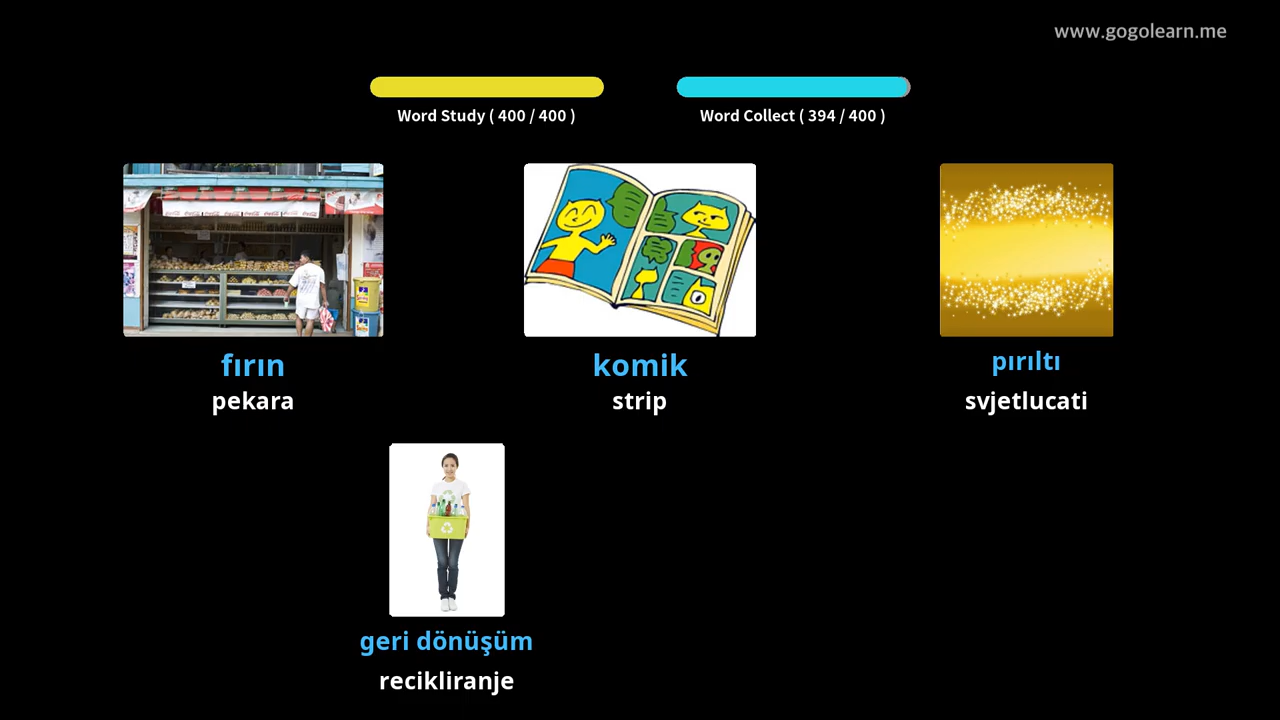 www.gogolearn.me
Word Study ( 400 / 400 )
Word Collect ( 394 / 400 )
fırın
komik
pırıltı
pekara
strip
svjetlucati
geri dönüşüm
recikliranje